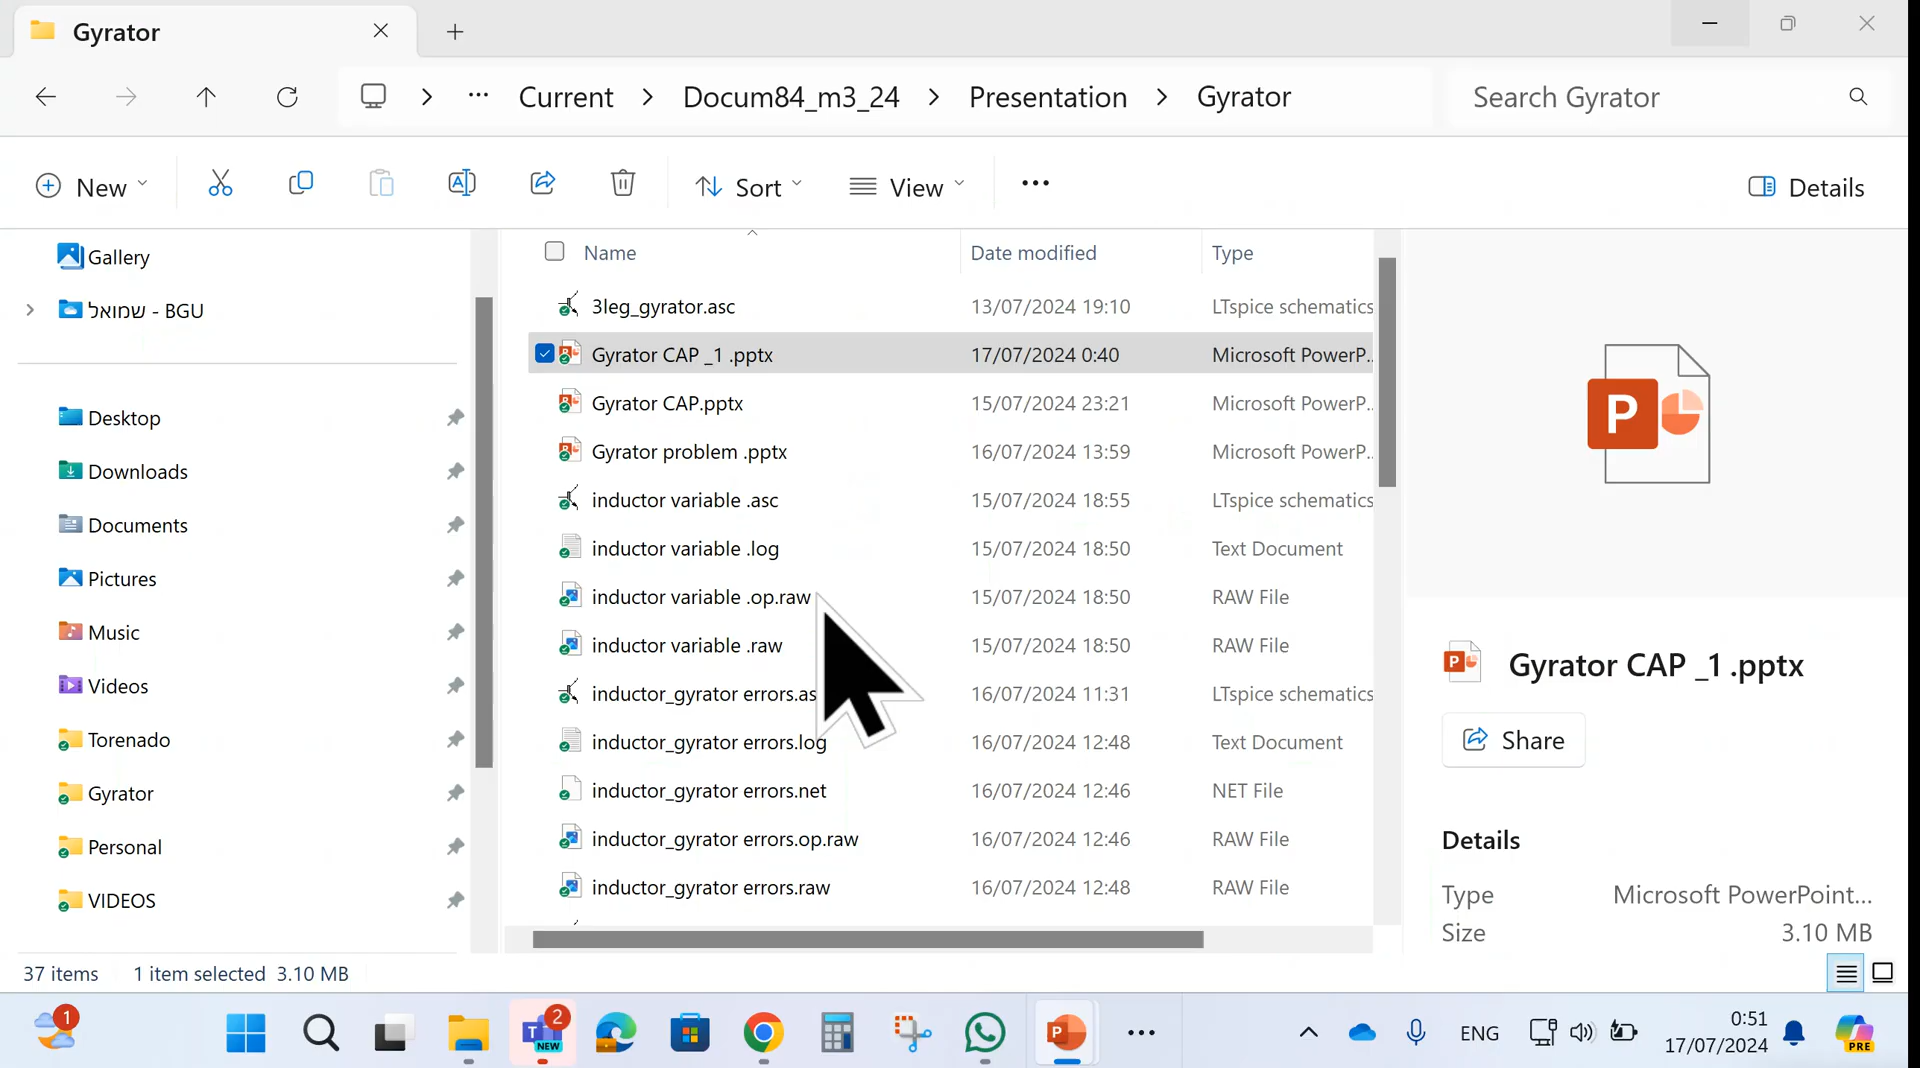 Gyrator
Current > Docum84_m3_24 > Presentation > Gyrator
Search Gyrator
New
Sort
View
Details
Gallery
שמואל - BGU
Desktop
Downloads
Documents
Pictures
Music
Videos
Torenado
Gyrator
Personal
VIDEOS
Name Date modified Type
3leg_gyrator.asc 13/07/2024 19:10 LTspice schematics
Gyrator CAP _1 .pptx 17/07/2024 0:40 Microsoft PowerP...
Gyrator CAP.pptx 15/07/2024 23:21 Microsoft PowerP...
Gyrator problem .pptx 16/07/2024 13:59 Microsoft PowerP...
inductor variable .asc 15/07/2024 18:55 LTspice schematics
inductor variable .log 15/07/2024 18:50 Text Document
inductor variable .op.raw 15/07/2024 18:50 RAW File
inductor variable .raw 15/07/2024 18:50 RAW File
inductor_gyrator errors.as 16/07/2024 11:31 LTspice schematics
inductor_gyrator errors.log 16/07/2024 12:48 Text Document
inductor_gyrator errors.net 16/07/2024 12:46 NET File
inductor_gyrator errors.op.raw 16/07/2024 12:46 RAW File
inductor_gyrator errors.raw 16/07/2024 12:48 RAW File
P
Gyrator CAP _1 .pptx
Share
Details
Type Microsoft PowerPoint...
Size 3.10 MB
37 items 1 item selected 3.10 MB
1
2
NEW
ENG
0:51
17/07/2024
PRE